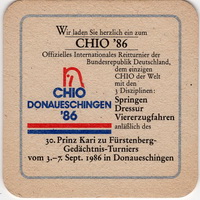 Wir laden Sie herzlich ein zum
CHIO '86
Offizielles Internationales Reitturnier der
Bundesrepublik Deutschland,
dem einzigen
CHIO der Welt
mit den
3 Disziplinen:
Springen
Dressur
Viererzugfahren
anläßlich des
CHIO
DONAUESCHINGEN
'86
30. Prinz Kari zu Fürstenberg-
Gedächtnis-Turniers
vom 3.–7. Sept. 1986 in Donaueschingen